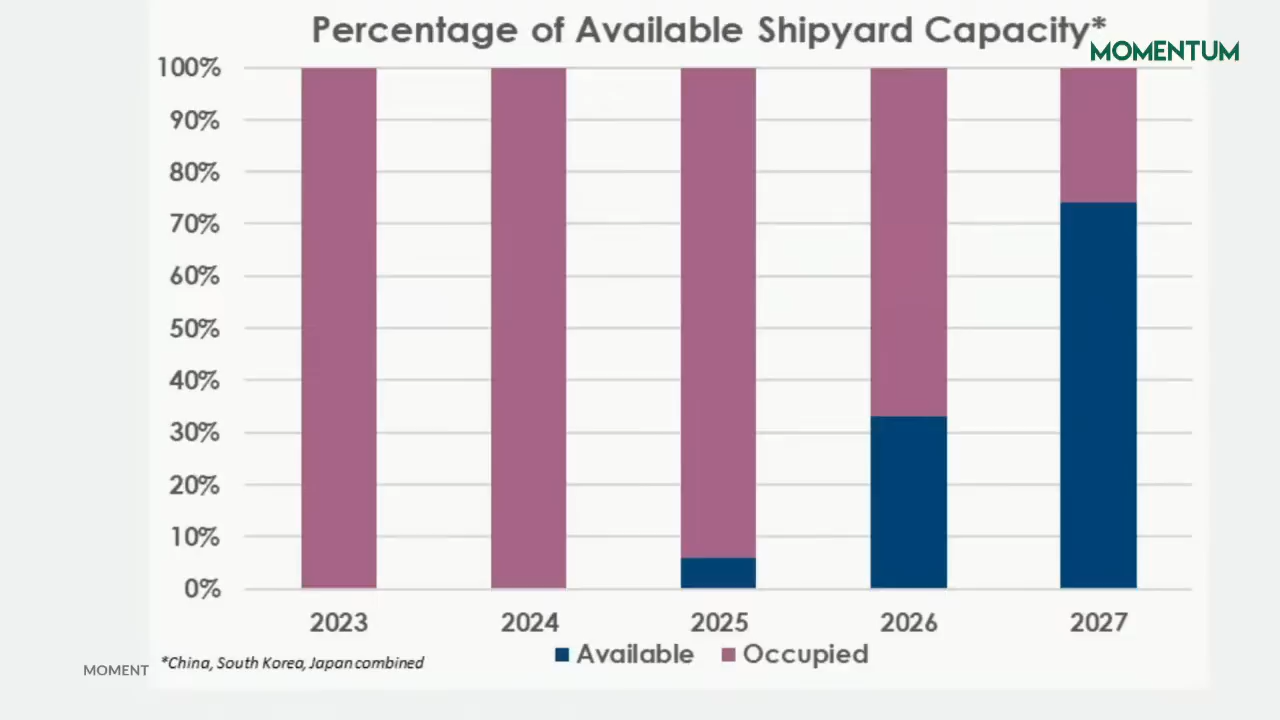 Percentage of Available Shipyard Capacity*
MOMENTUM
100%
90%
80%
70%
60%
50%
40%
30%
20%
10%
0%
2023 2024 2025 2026 2027
Available Occupied
*China, South Korea, Japan combined
MOMENT